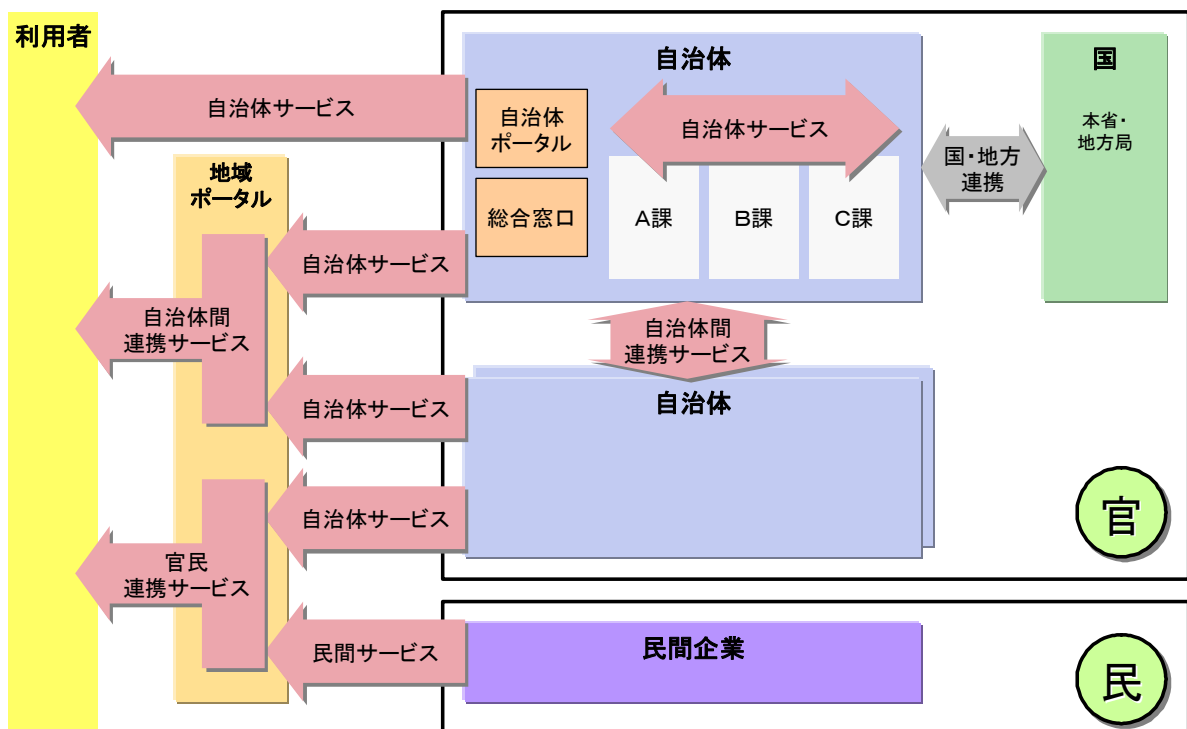 利用者
自治体
国
自治体サービス
自治体
ポータル
自治体サービス
本省・
地方局
国・地方
連携
地域
ポータル
総合窓口
A課
B課
C課
自治体サービス
自治体間
連携サービス
自治体間
連携サービス
自治体サービス
自治体
自治体サービス
官
官民
連携サービス
民間サービス
民間企業
民